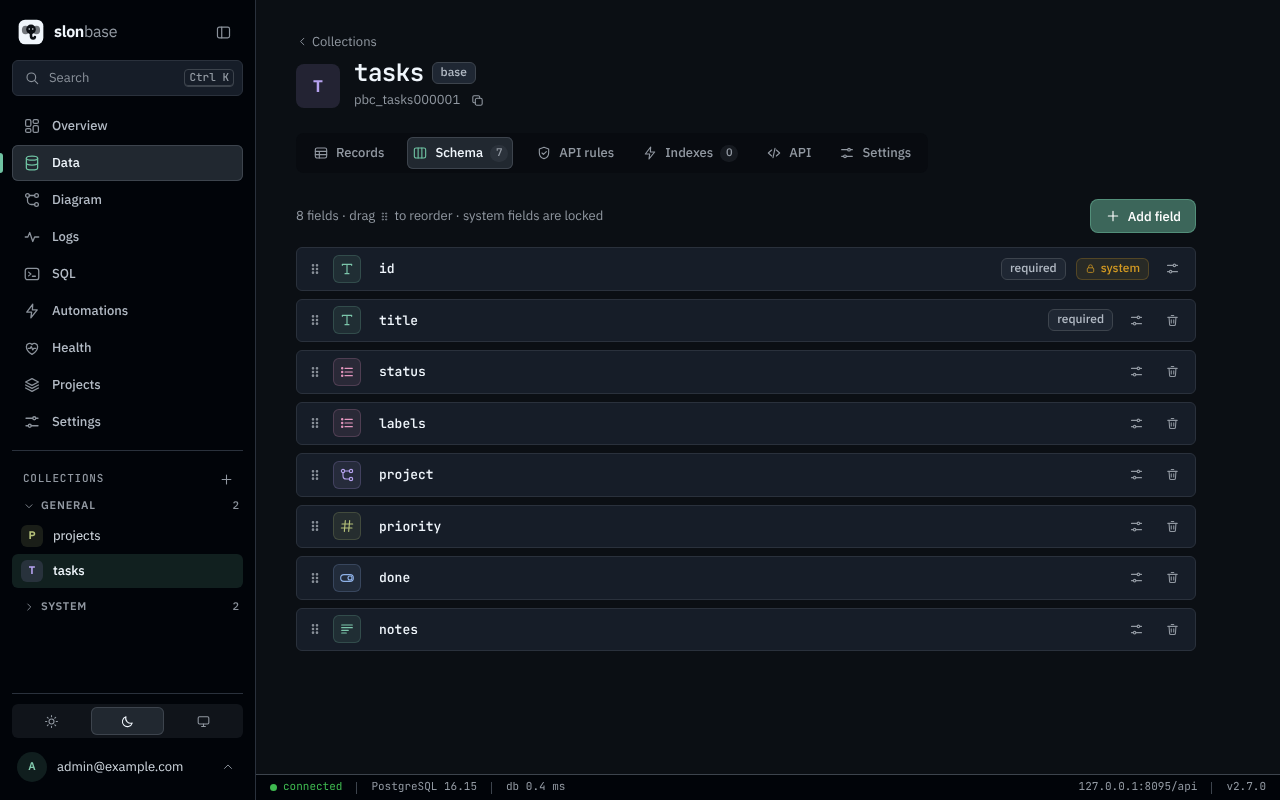 slonbase
Search Ctrl K
Overview
Data
Diagram
Logs
SQL
Automations
Health
Projects
Settings
COLLECTIONS
GENERAL 2
P projects
T tasks
SYSTEM 2
A admin@example.com
Collections
T tasks base
pbc_tasks000001
Records Schema 7 API rules Indexes 0 API Settings
8 fields · drag to reorder · system fields are locked
Add field
id required system
title required
status
labels
project
priority
done
notes
connected PostgreSQL 16.15 db 0.4 ms 127.0.0.1:8095/api v2.7.0